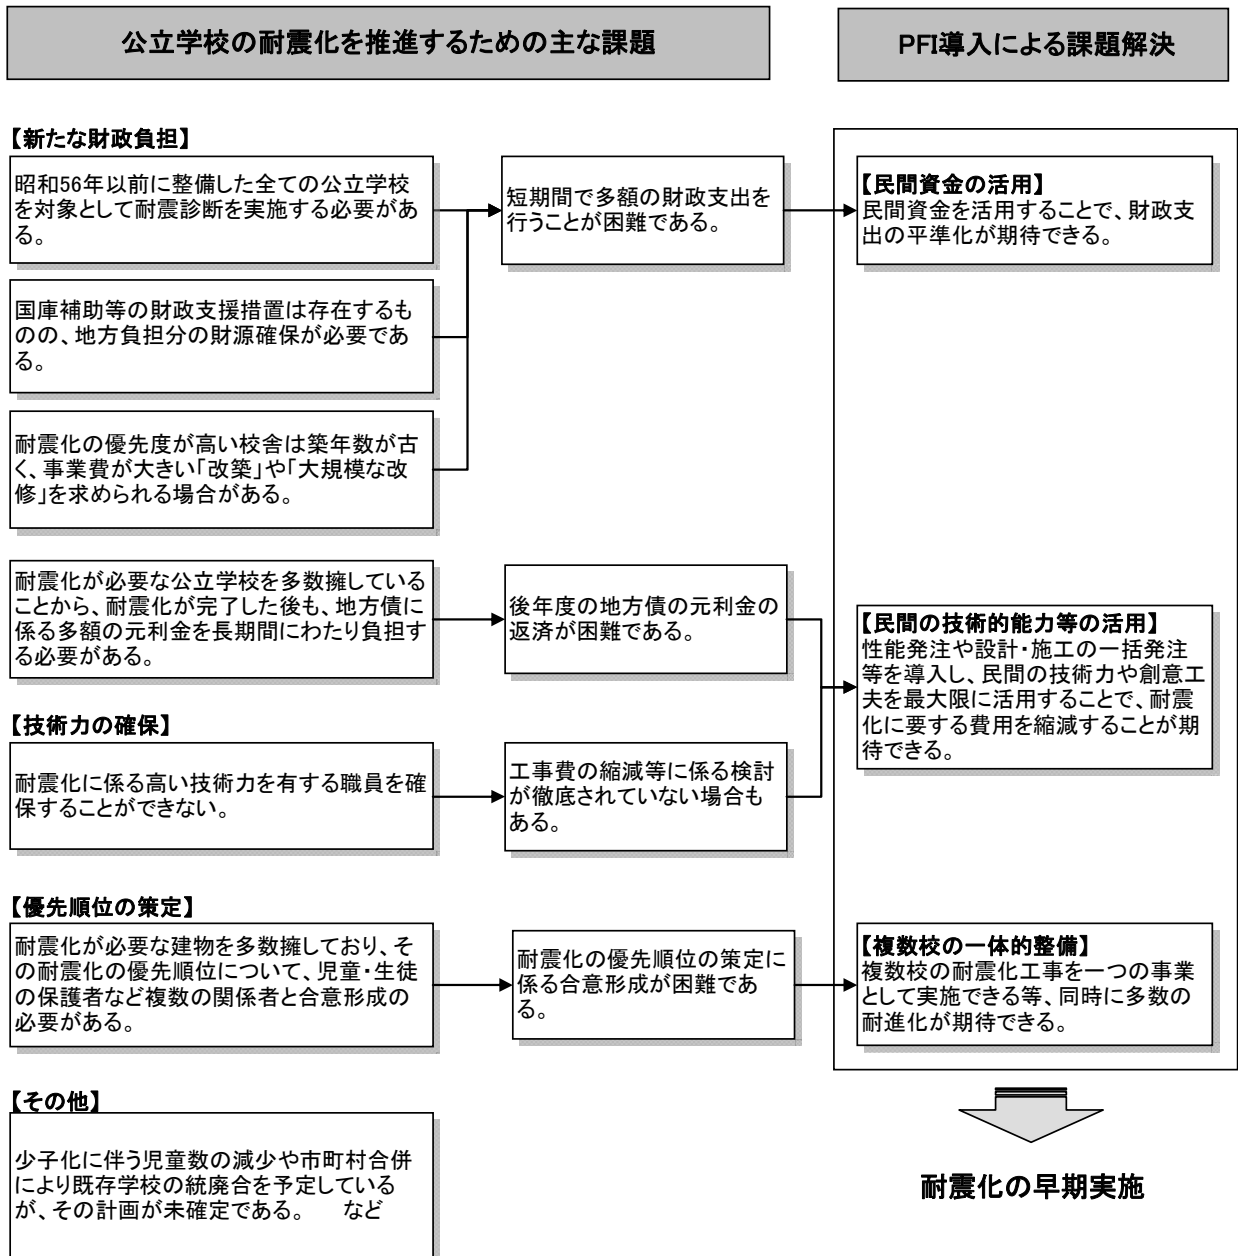 公立学校の耐震化を推進するための主な課題
PFI導入による課題解決
【新たな財政負担】
昭和56年以前に整備した全ての公立学校
を対象として耐震診断を実施する必要があ
る。
短期間で多額の財政支出を
行うことが困難である。
【民間資金の活用】
民間資金を活用することで、財政支
出の平準化が期待できる。
国庫補助等の財政支援措置は存在するも
のの、地方負担分の財源確保が必要であ
る。
耐震化の優先度が高い校舎は築年数が古
く、事業費が大きい「改築」や「大規模な改
修」を求められる場合がある。
耐震化が必要な公立学校を多数擁している
ことから、耐震化が完了した後も、地方債に
係る多額の元利金を長期間にわたり負担す
る必要がある。
後年度の地方債の元利金の
返済が困難である。
【民間の技術的能力等の活用】
性能発注や設計・施工の一括発注
等を導入し、民間の技術力や創意工
夫を最大限に活用することで、耐震
化に要する費用を縮減することが期
待できる。
【技術力の確保】
耐震化に係る高い技術力を有する職員を確
保することができない。
工事費の縮減等に係る検討
が徹底されていない場合も
ある。
【優先順位の策定】
耐震化が必要な建物を多数擁しており、そ
の耐震化の優先順位について、児童・生徒
の保護者など複数の関係者と合意形成の
必要がある。
耐震化の優先順位の策定に
係る合意形成が困難であ
る。
【複数校の一体的整備】
複数校の耐震化工事を一つの事業
として実施できる等、同時に多数の
耐進化が期待できる。
【その他】
少子化に伴う児童数の減少や市町村合併
により既存学校の統廃合を予定している
が、その計画が未確定である。　など
耐震化の早期実施